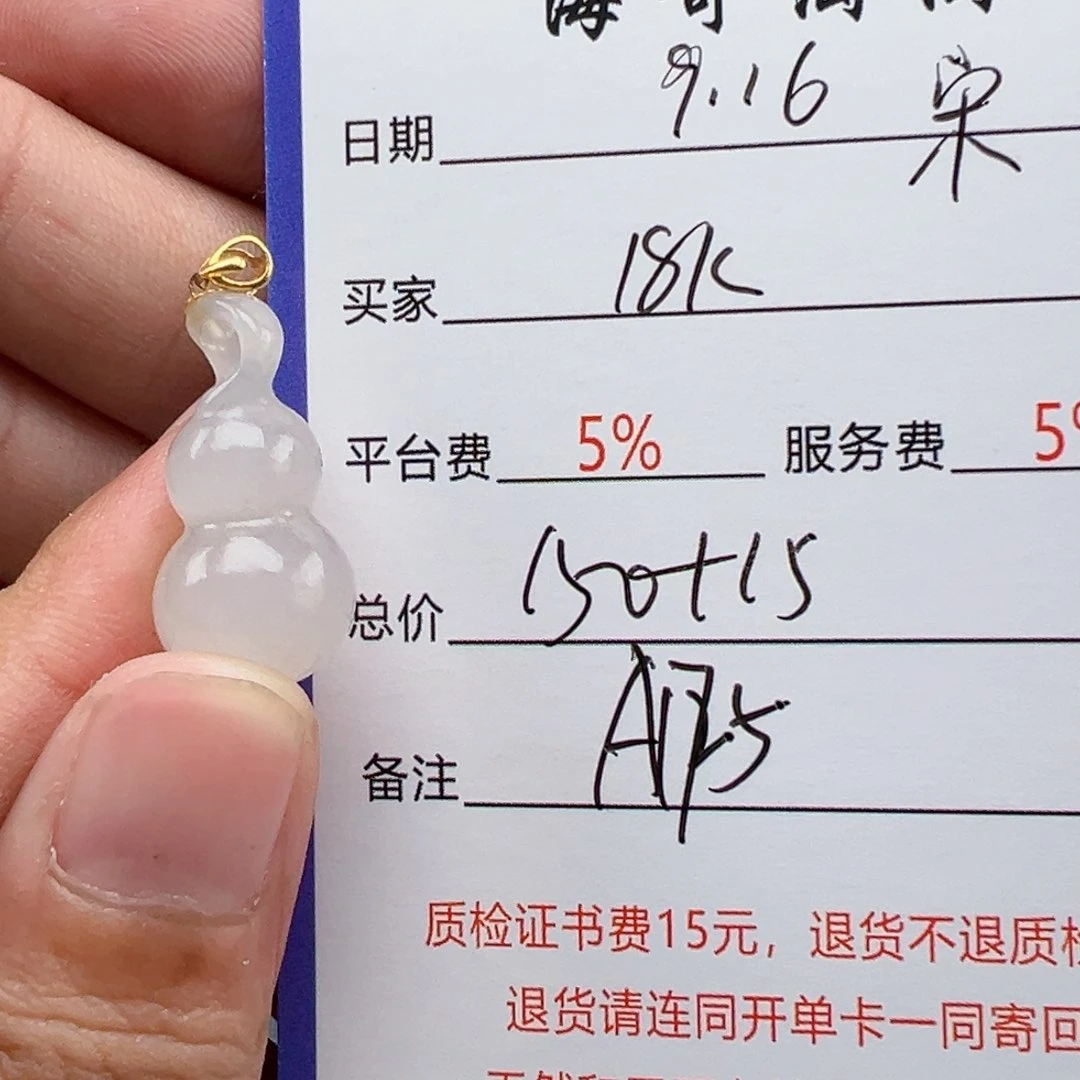 日期 9.16 宋
买家 18K
平台费 5% 服务费 5%
总价 150+15
备注
质检证书费15元，退货不退质检
退货请连同开单卡一同寄回